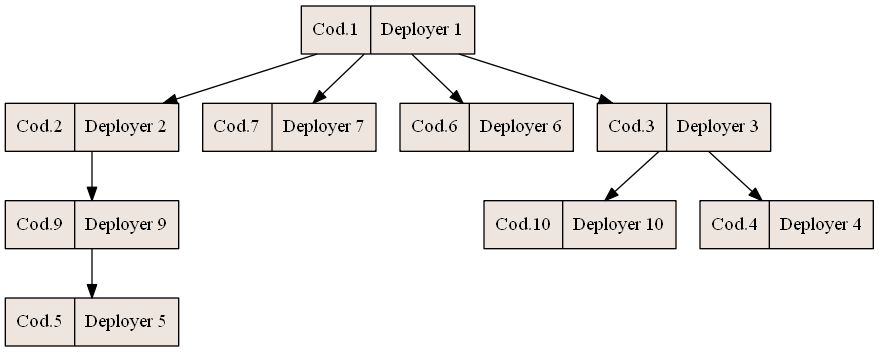 Cod.1 Deployer 1
Cod.2 Deployer 2 Cod.7 Deployer 7 Cod.6 Deployer 6 Cod.3 Deployer 3
Cod.9 Deployer 9 Cod.10 Deployer 10 Cod.4 Deployer 4
Cod.5 Deployer 5